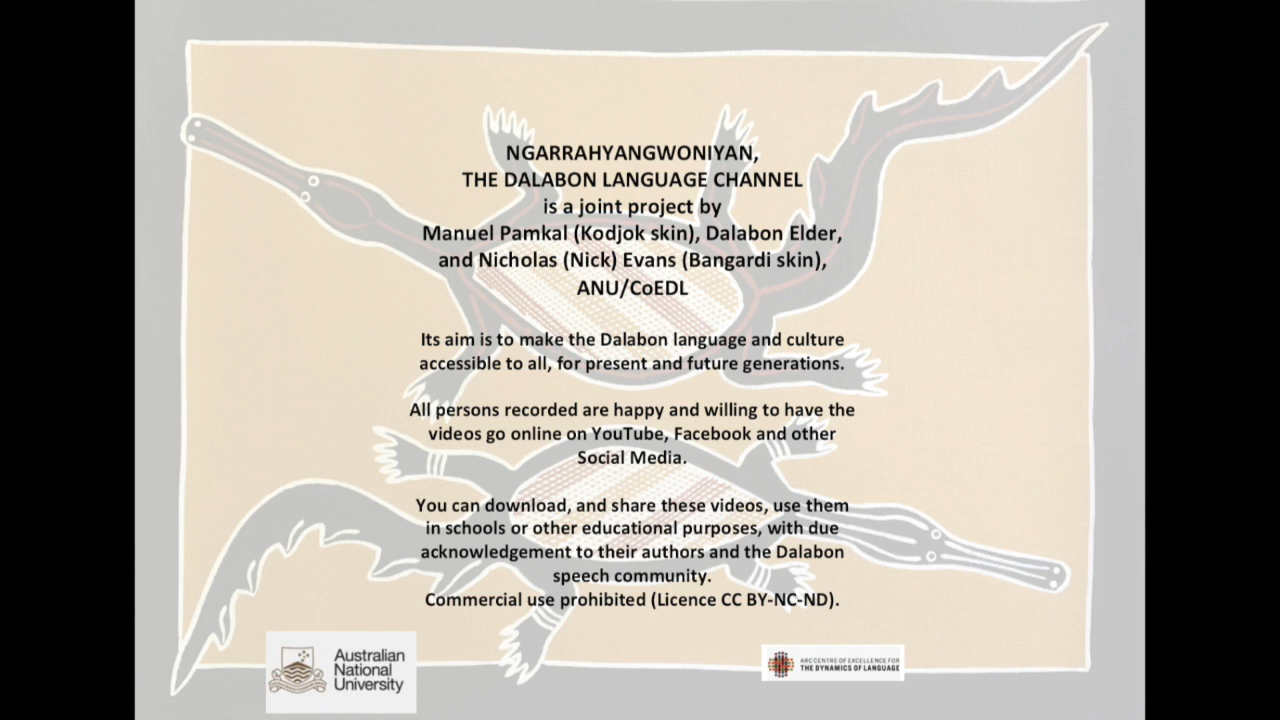 NGARRAHYANGWONIYAN,
THE DALABON LANGUAGE CHANNEL
is a joint project by
Manuel Pamkal (Kodjok skin), Dalabon Elder,
and Nicholas (Nick) Evans (Bangardi skin),
ANU/CoEDL
Its aim is to make the Dalabon language and culture
accessible to all, for present and future generations.
All persons recorded are happy and willing to have the
videos go online on YouTube, Facebook and other
Social Media.
You can download, and share these videos, use them
in schools or other educational purposes, with due
acknowledgement to their authors and the Dalabon
speech community.
Commercial use prohibited (Licence CC BY-NC-ND).
Australian
National
University
ARC CENTRE OF EXCELLENCE FOR
THE DYNAMICS OF LANGUAGE